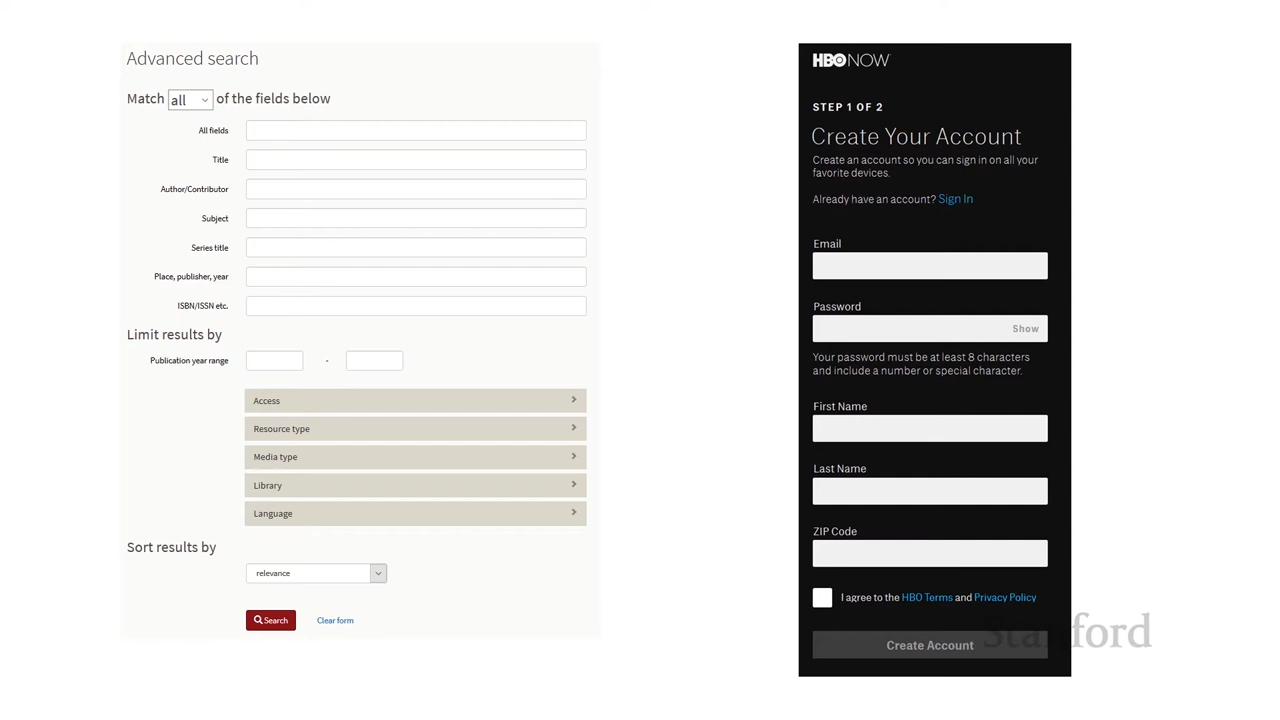 Advanced search
Match all of the fields below
All fields
Title
Author/Contributor
Subject
Series title
Place, publisher, year
ISBN/ISSN etc.
Limit results by
Publication year range -
Access
Resource type
Media type
Library
Language
Sort results by
relevance
Search Clear form
HBO NOW
STEP 1 OF 2
Create Your Account
Create an account so you can sign in on all your
favorite devices.
Already have an account? Sign In
Email
Password
Show
Your password must be at least 8 characters
and include a number or special character.
First Name
Last Name
ZIP Code
I agree to the HBO Terms and Privacy Policy
Create Account
Stanford